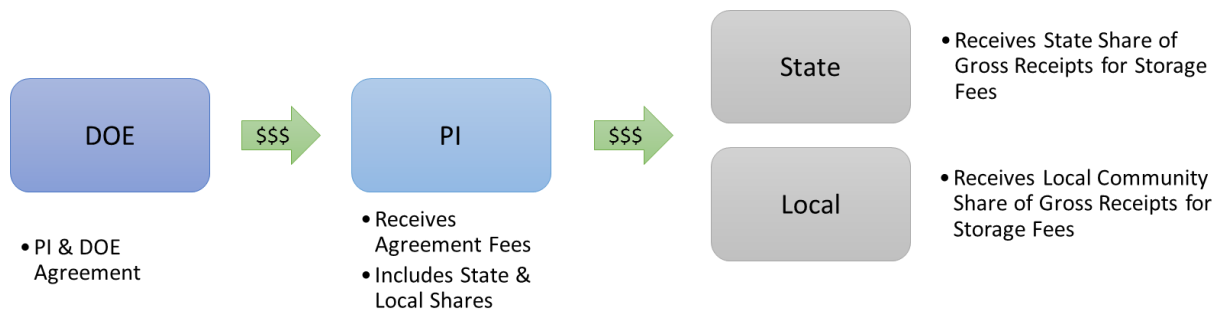 DOE
• PI & DOE
Agreement
$$$
PI
• Receives
Agreement Fees
• Includes State &
Local Shares
$$$
State
• Receives State Share of
Gross Receipts for Storage
Fees
Local
• Receives Local Community
Share of Gross Receipts for
Storage Fees